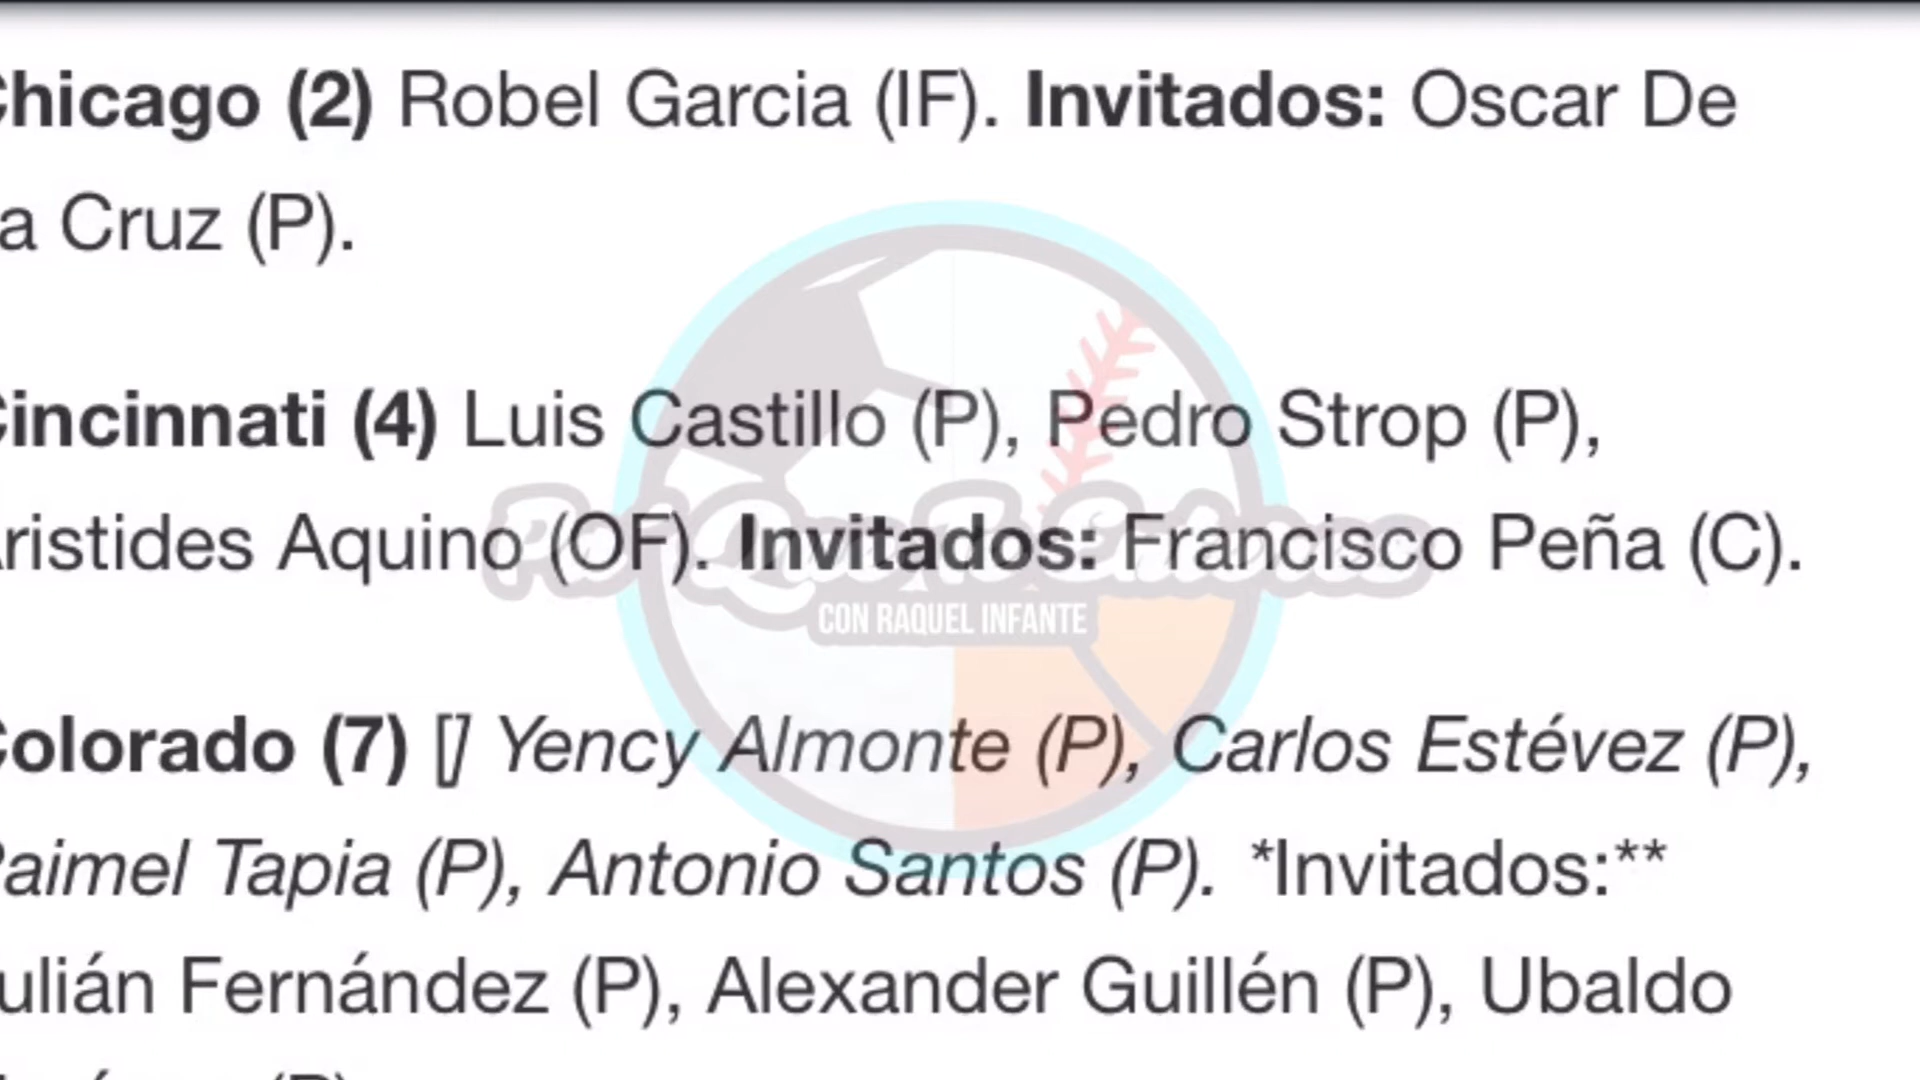 Chicago (2) Robel Garcia (IF). Invitados: Oscar De
a Cruz (P).
Cincinnati (4) Luis Castillo (P), Pedro Strop (P),
Aristides Aquino (OF). Invitados: Francisco Peña (C).
CON RAQUEL INFANTE
Colorado (7) [] Yency Almonte (P), Carlos Estévez (P),
Raimel Tapia (P), Antonio Santos (P). *Invitados:**
ulián Fernández (P), Alexander Guillén (P), Ubaldo